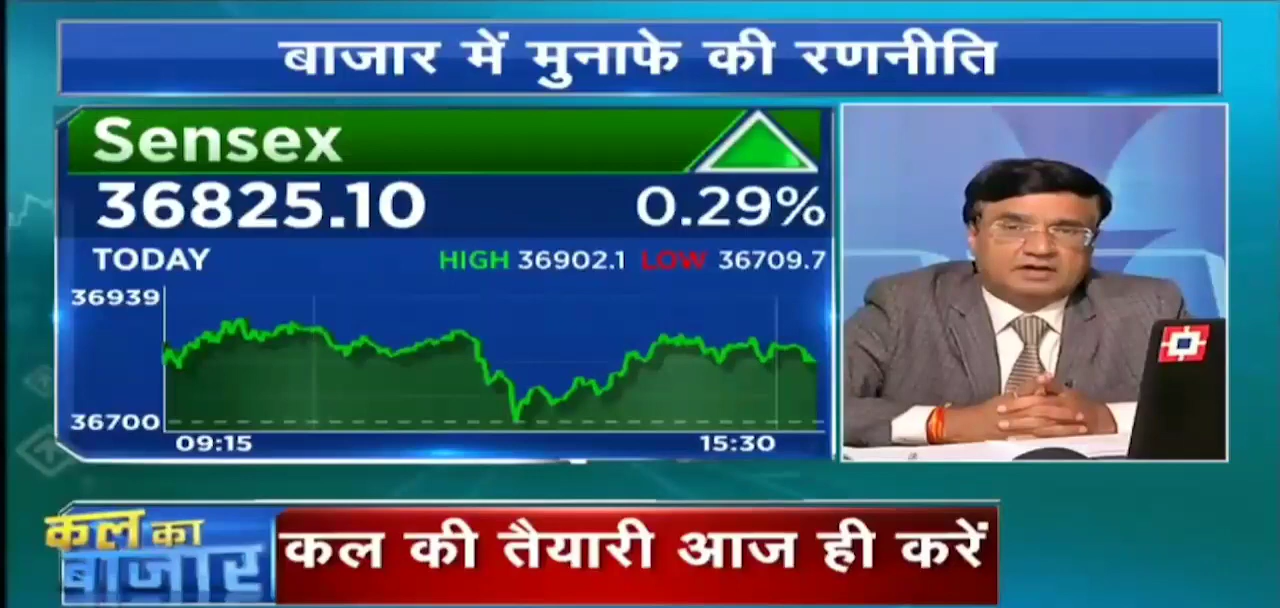 बाजार में मुनाफे की रणनीति
Sensex
36825.10 0.29%
TODAY HIGH 36902.1 LOW 36709.7
36939
36700
09:15 15:30
कल का
बाजार
कल की तैयारी आज ही करें